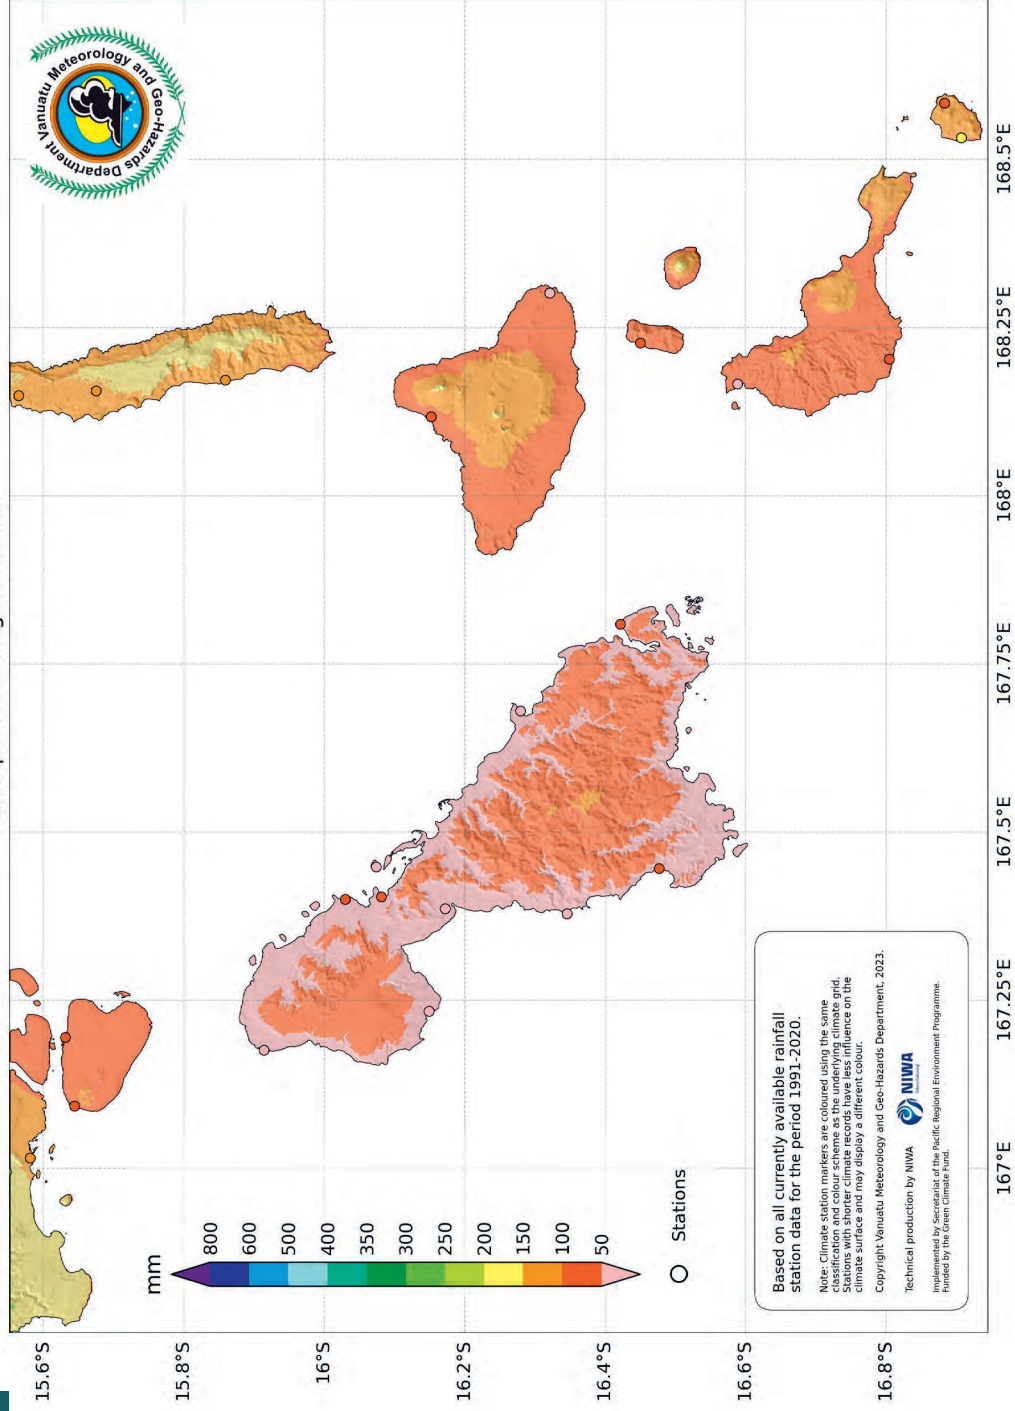 Vanuatu Meteorology and Geo-Hazards Department
15.6°S
15.8°S
16°S
16.2°S
16.4°S
16.6°S
16.8°S
167°E
167.25°E
167.5°E
167.75°E
168°E
168.25°E
168.5°E
mm
800
600
500
400
350
300
250
200
150
100
50
Stations
Based on all currently available rainfall
station data for the period 1991-2020.
Note: Climate station markers are coloured using the same
classification and colour scheme as the underlying climate grid.
Stations with shorter climate records have less influence on the
climate surface and may display a different colour.
Copyright Vanuatu Meteorology and Geo-Hazards Department, 2023.
Technical production by NIWA
NIWA
Implemented by Secretariat of the Pacific Regional Environment Programme.
Funded by the Green Climate Fund.